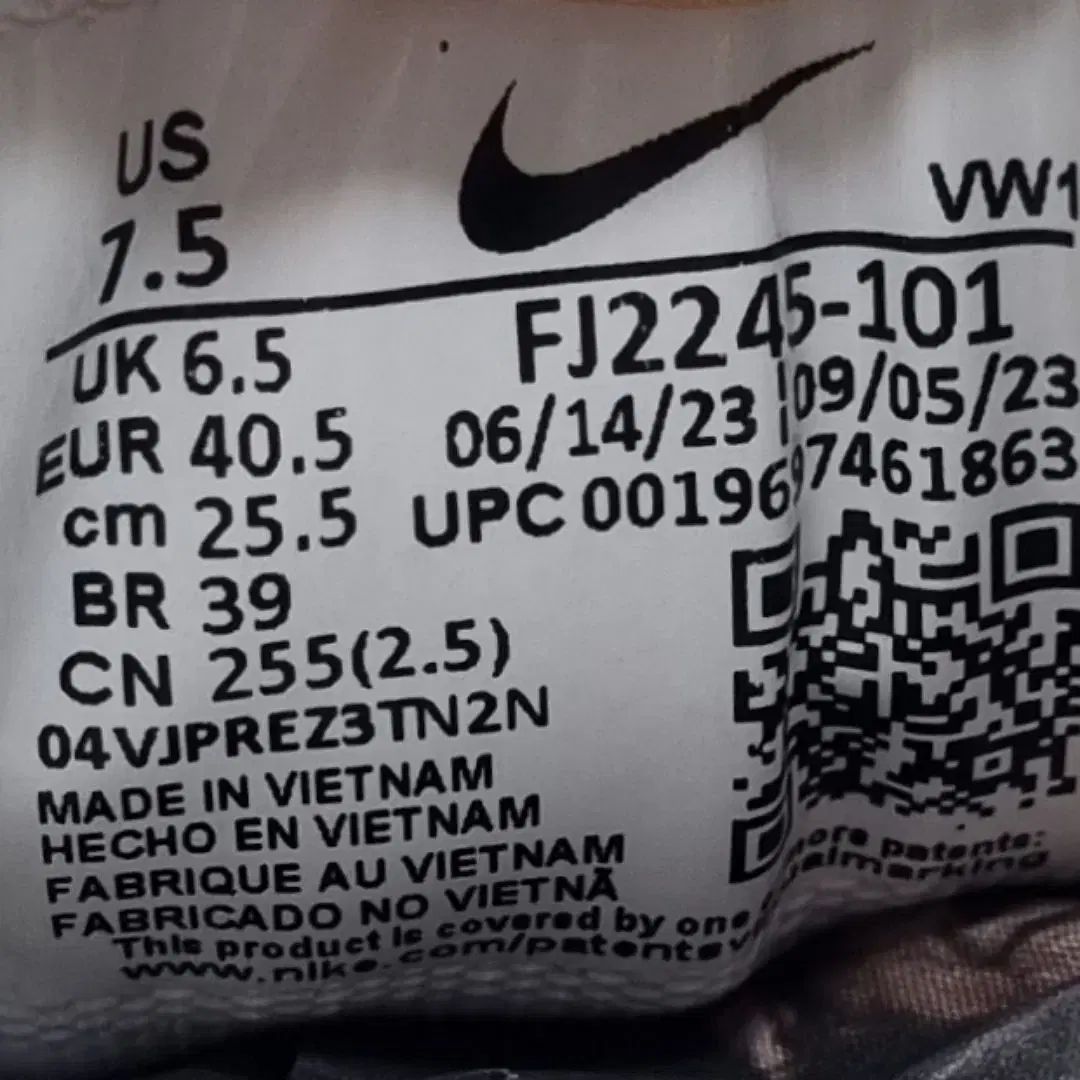 US
7.5
VW1
UK 6.5
FJ2245-101
EUR 40.5
06/14/23
09/05/23
cm 25.5
UPC 00196
97461863
BR 39
CN 255(2.5)
04VJPREZ3TN2N
MADE IN VIETNAM
HECHO EN VIETNAM
FABRIQUE AU VIETNAM
FABRICADO NO VIETNÃ
This product is covered by one
more patents:
www.nike.com/patents